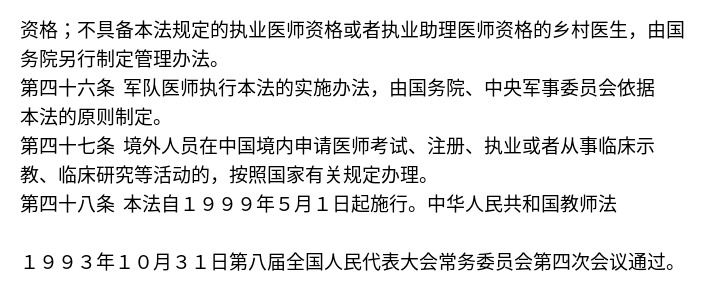 资格；不具备本法规定的执业医师资格或者执业助理医师资格的乡村医生，由国
务院另行制定管理办法。
第四十六条 军队医师执行本法的实施办法，由国务院、中央军事委员会依据
本法的原则制定。
第四十七条 境外人员在中国境内申请医师考试、注册、执业或者从事临床示
教、临床研究等活动的，按照国家有关规定办理。
第四十八条 本法自１９９９年５月１日起施行。中华人民共和国教师法
１９９３年１０月３１日第八届全国人民代表大会常务委员会第四次会议通过。